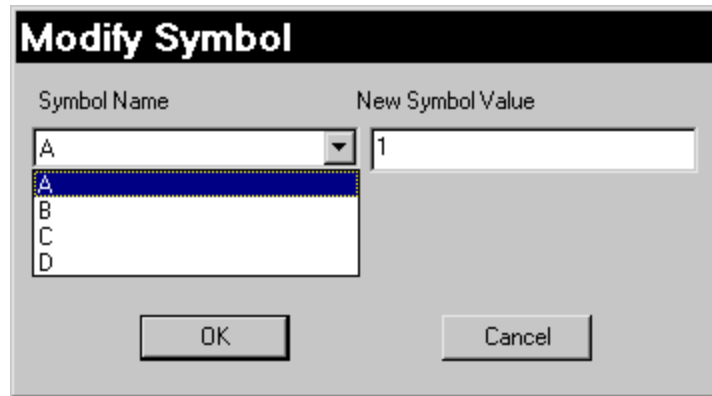 Modify Symbol
Symbol Name New Symbol Value
A 1
A
B
C
D
OK Cancel